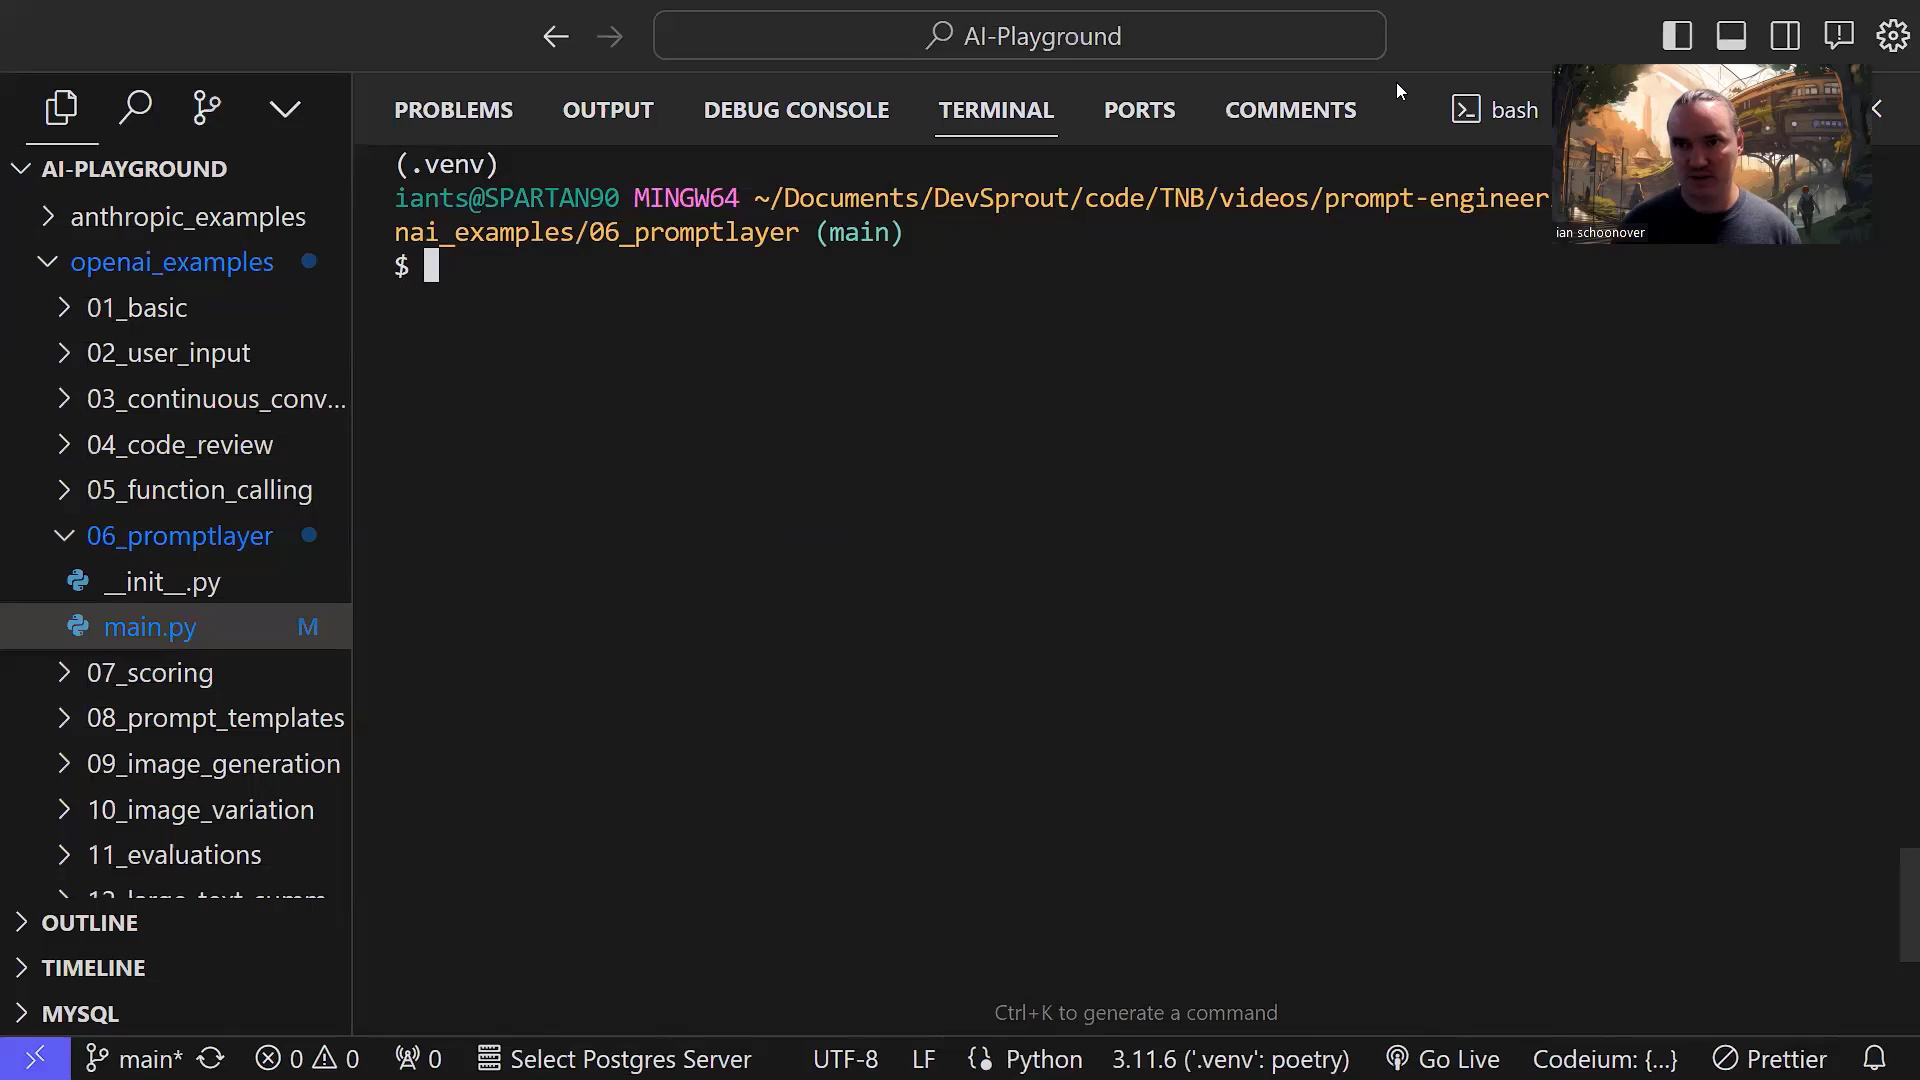 AI-Playground
PROBLEMS OUTPUT DEBUG CONSOLE TERMINAL PORTS COMMENTS bash
AI-PLAYGROUND
anthropic_examples
openai_examples
01_basic
02_user_input
03_continuous_conv...
04_code_review
05_function_calling
06_promptlayer
__init__.py
main.py M
07_scoring
08_prompt_templates
09_image_generation
10_image_variation
11_evaluations
OUTLINE
TIMELINE
MYSQL
(.venv)
iants@SPARTAN90 MINGW64 ~/Documents/DevSprout/code/TNB/videos/prompt-engineer
nai_examples/06_promptlayer (main)
$
ian schoonover
Ctrl+K to generate a command
main* 0 0 0 Select Postgres Server UTF-8 LF Python 3.11.6 ('.venv': poetry) Go Live Codeium: {...} Prettier